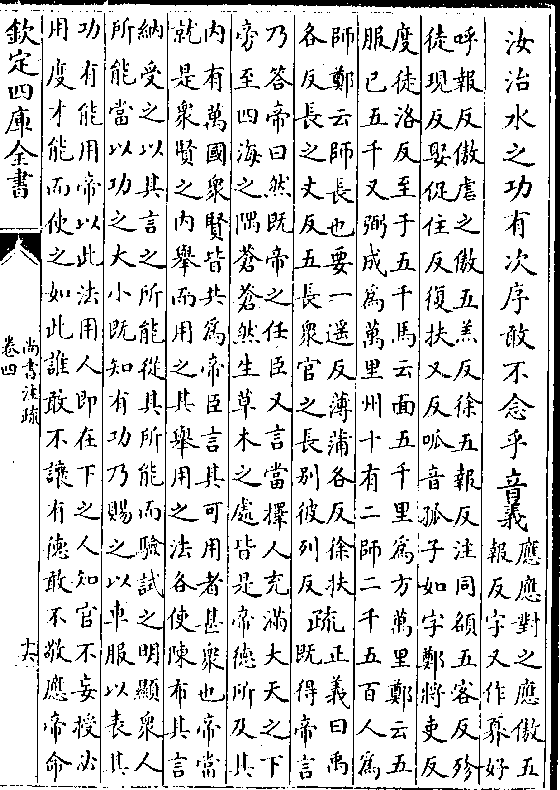 汝治水之功有次序敢不念乎音義應應對之應傲五
報反字又作奡好
呼報反傲虐之傲五羔反徐五報反注同頟五客反殄
徒現反娶促住反復扶又反呱音孤子如字鄭將吏反
度徒洛反至于五千馬云面五千里為方萬里鄭云五
服已五千又弼成為萬里州十有二師二千五百人為
師鄭云師長也要一遥反薄蒲各反徐扶
各反長之丈反五長衆官之長别彼列反
疏正義曰禹
既得帝言
乃答帝曰然既帝之任臣又言當擇人充滿大天之下
旁至四海之隅蒼蒼然生草木之處皆是帝德所及其
内有萬國衆賢皆共為帝臣言其可用者甚衆也帝當
就是衆賢之内舉而用之其舉用之法各使陳布其言
納受之以其言之所能從其所能而驗試之明顯衆人
所能當以功之大小既知有功乃賜之以車服以表其
功有能用帝以此法用人即在下之人知官不妄授必
用度才能而使之如此誰敢不讓有德敢不敬應帝命
欽定四庫全書
尚書注疏
卷四
十六